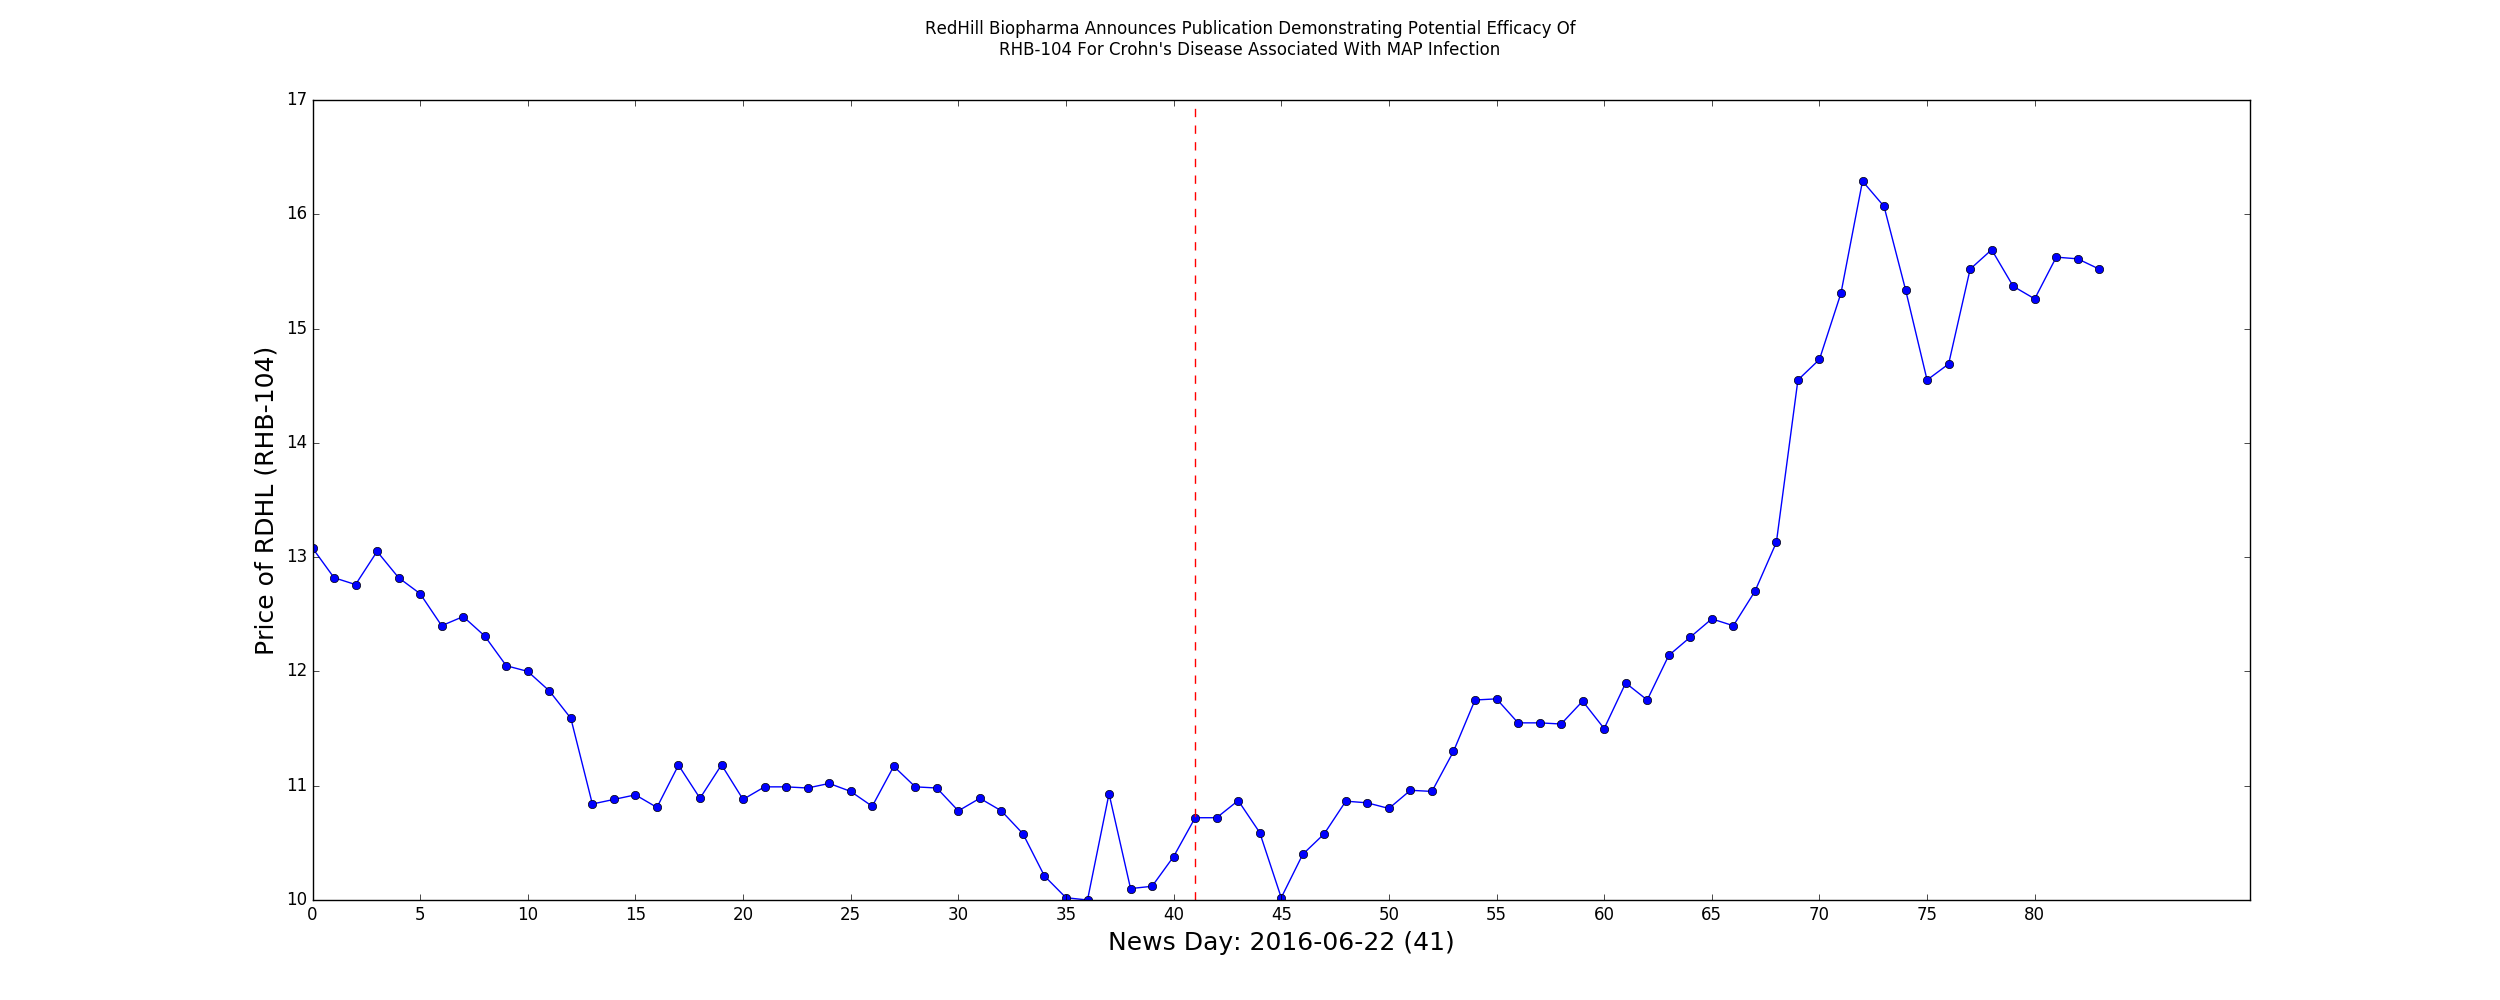 RedHill Biopharma Announces Publication Demonstrating Potential Efficacy Of
RHB-104 For Crohn's Disease Associated With MAP Infection
17
16
15
14
13
12
11
10
Price of RDHL (RHB-104)
0 5 10 15 20 25 30 35 40 45 50 55 60 65 70 75 80
News Day: 2016-06-22 (41)